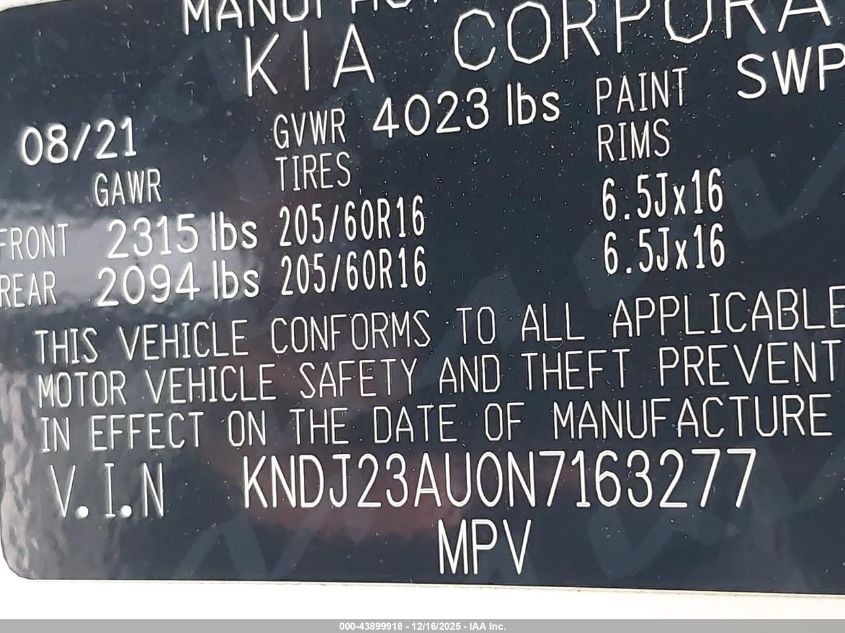 MANUFAC
KIA CORPORA
08/21 GVWR 4023 lbs PAINT SWP
GAWR TIRES RIMS
FRONT 2315 lbs 205/60R16 6.5Jx16
REAR 2094 lbs 205/60R16 6.5Jx16
THIS VEHICLE CONFORMS TO ALL APPLICABLE
MOTOR VEHICLE SAFETY AND THEFT PREVENT
IN EFFECT ON THE DATE OF MANUFACTURE
V.I.N KNDJ23AU0N7163277
MPV
000-43899918 - 12/16/2025 - IAA Inc.